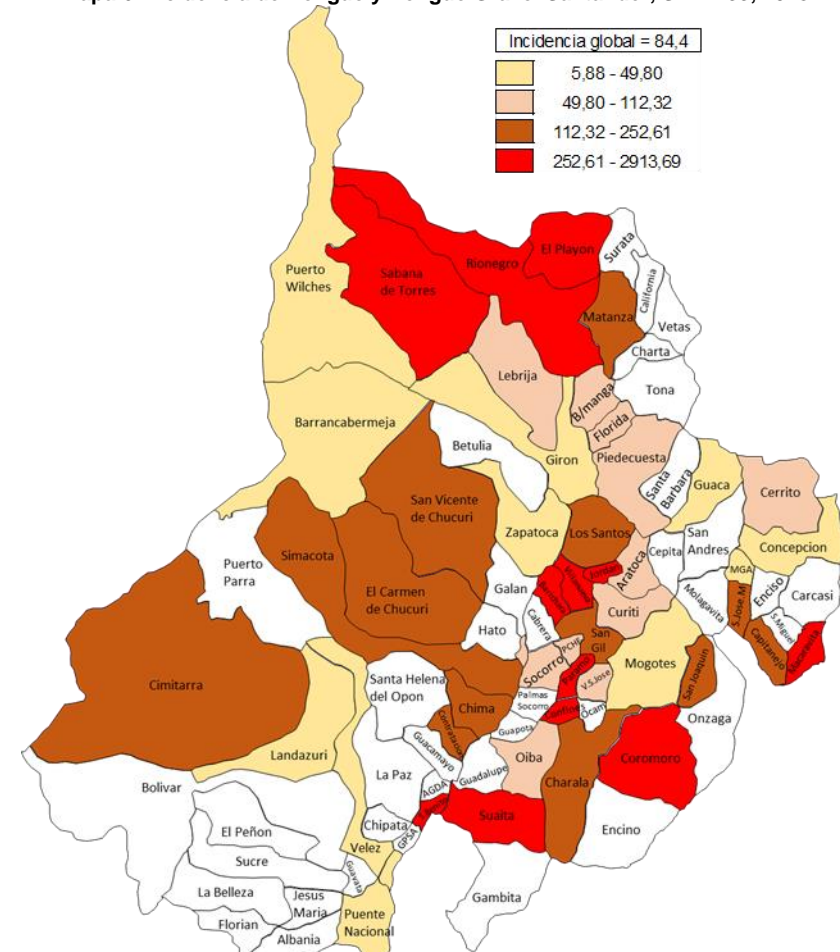 Incidencia global = 84,4
5,88 - 49,80
49,80 - 112,32
112,32 - 252,61
252,61 - 2913,69
El Playon
Surata
Rionegro
Sabana
de Torres
Puerto
Wilches
California
Matanza
Vetas
Charta
Lebrija
Tona
B/manga
Barrancabermeja
Florida
Betulia
Giron
Piedecuesta
Santa
Barbara
Guaca
Cerrito
San Vicente
de Chucuri
Zapatoca
Los Santos
San
Andres
Cepita
Concepcion
Simacota
Puerto
Parra
Aratoca
MGA
Jordan
Galan
El Carmen
de Chucuri
Enciso
Carcasi
Molagavita
S.Jose.M
Curiti
Cabrera
Hato
San
Gil
S.Miguel
Capitanejo
Macaravita
PCHE
Socorro
Mogotes
San Joaquin
Cimitarra
Santa Helena
del Opon
V.S.Jose
Palmas
Socorro
Chima
Confines
Ocam
Onzaga
Contratacion
Guapota
Guacamayo
Landazuri
Oiba
Coromoro
La Paz
Guadalupe
Charala
Bolivar
AGDA
Suaita
Chipata
Encino
El Peñon
GPSA
Velez
Sucre
Guavata
La Belleza
Jesus
Maria
Gambita
Puente
Nacional
Florian
Albania